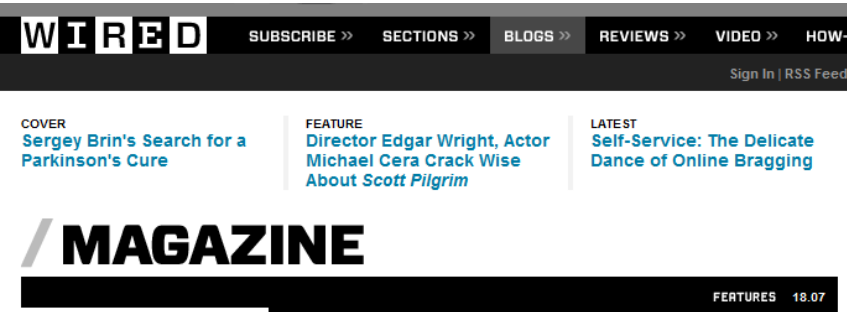 WIRED SUBSCRIBE >> SECTIONS >> BLOGS >> REVIEWS >> VIDEO >> HOW-
Sign In | RSS Feed
COVER
Sergey Brin's Search for a
Parkinson's Cure
FEATURE
Director Edgar Wright, Actor
Michael Cera Crack Wise
About Scott Pilgrim
LATEST
Self-Service: The Delicate
Dance of Online Bragging
/ MAGAZINE
FEATURES 18.07